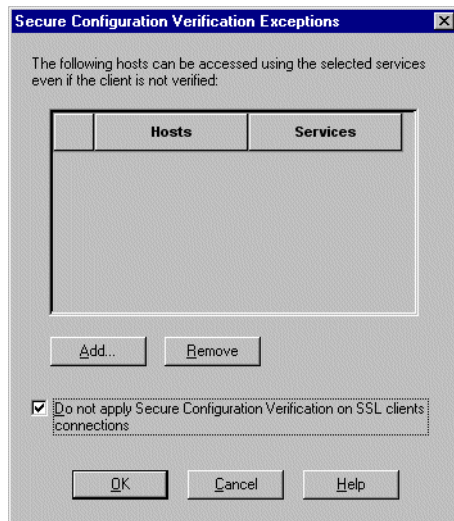 Secure Configuration Verification Exceptions
The following hosts can be accessed using the selected services
even if the client is not verified:
Hosts Services
Add... Remove
Do not apply Secure Configuration Verification on SSL clients
connections
OK Cancel Help